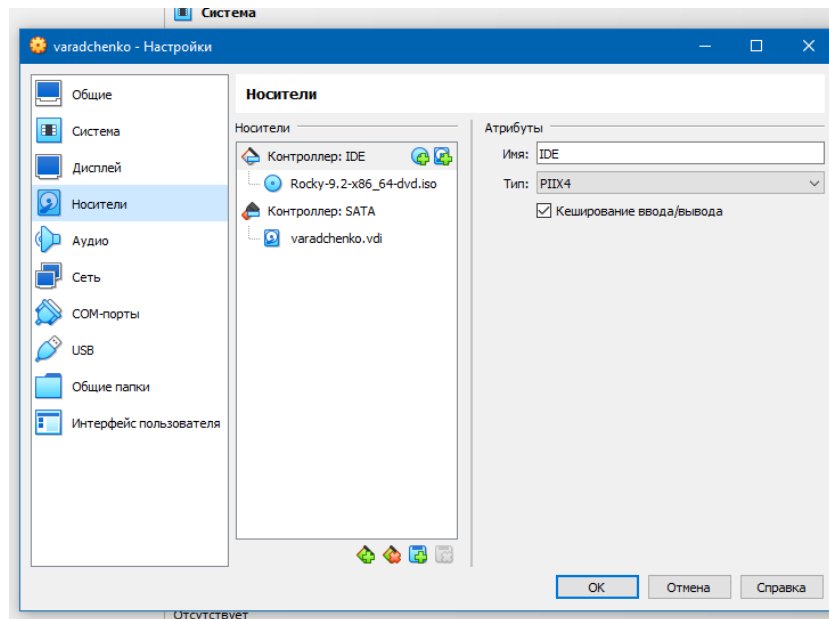 Система
varadchenko - Настройки
Общие
Система
Дисплей
Носители
Аудио
Сеть
COM-порты
USB
Общие папки
Интерфейс пользователя
Носители
Носители
Контроллер: IDE
Rocky-9.2-x86_64-dvd.iso
Контроллер: SATA
varadchenko.vdi
Атрибуты
Имя: IDE
Тип: PIIX4
Кеширование ввода/вывода
OK
Отмена
Справка
Отсутствует